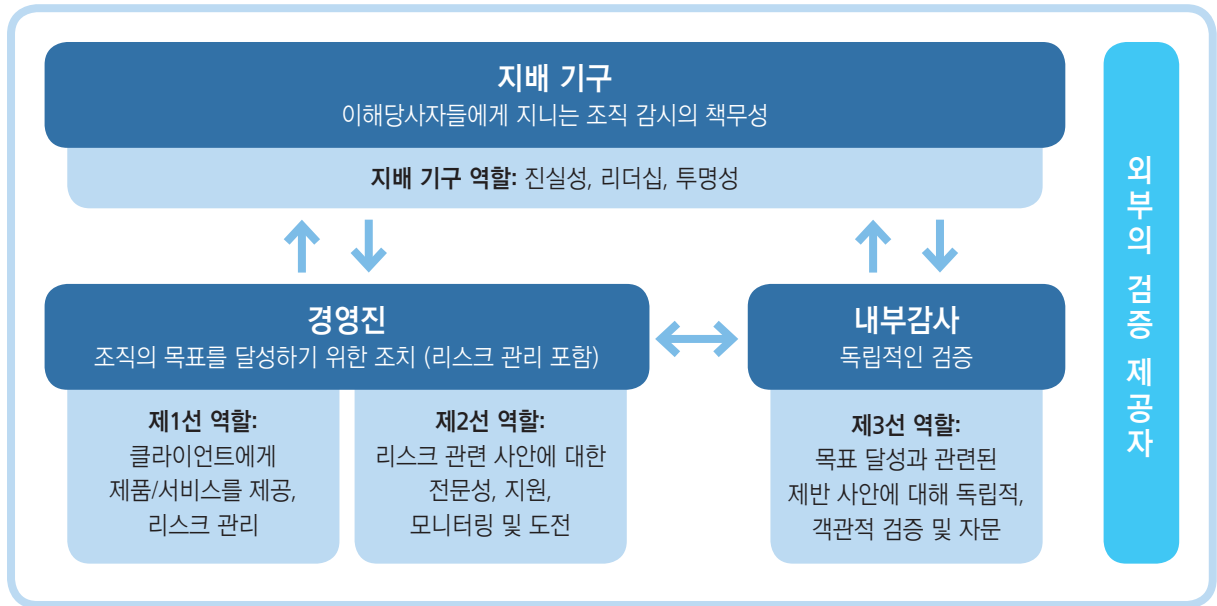 지배 기구
이해당사자들에게 지니는 조직 감시의 책무성
지배 기구 역할: 진실성, 리더십, 투명성
경영진
조직의 목표를 달성하기 위한 조치 (리스크 관리 포함)
제1선 역할:
클라이언트에게
제품/서비스를 제공,
리스크 관리
제2선 역할:
리스크 관련 사안에 대한
전문성, 지원,
모니터링 및 도전
내부감사
독립적인 검증
제3선 역할:
목표 달성과 관련된
제반 사안에 대해 독립적,
객관적 검증 및 자문
외부의 검증 제공자